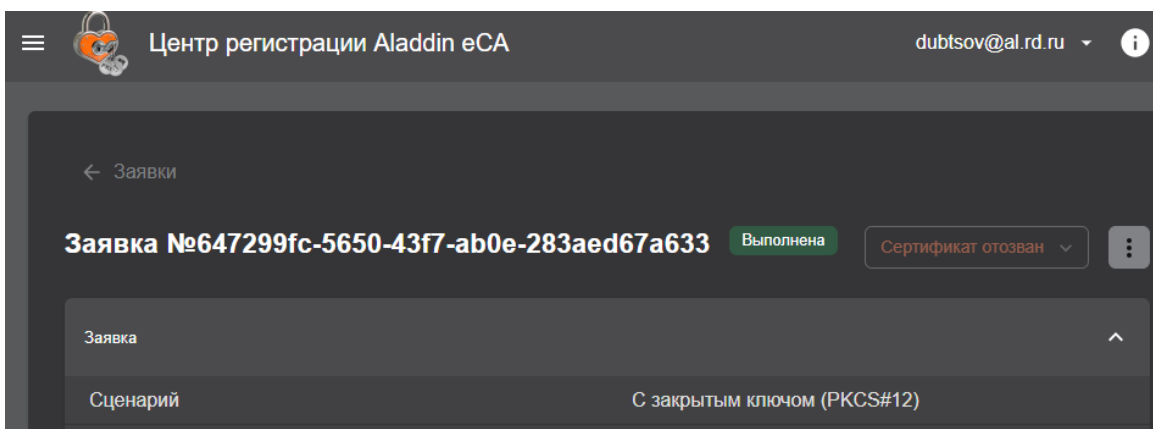 Центр регистрации Aladdin eCA
dubtsov@al.rd.ru
← Заявки
Заявка №647299fc-5650-43f7-ab0e-283aed67a633
Выполнена
Сертификат отозван
Заявка
Сценарий
С закрытым ключом (PKCS#12)